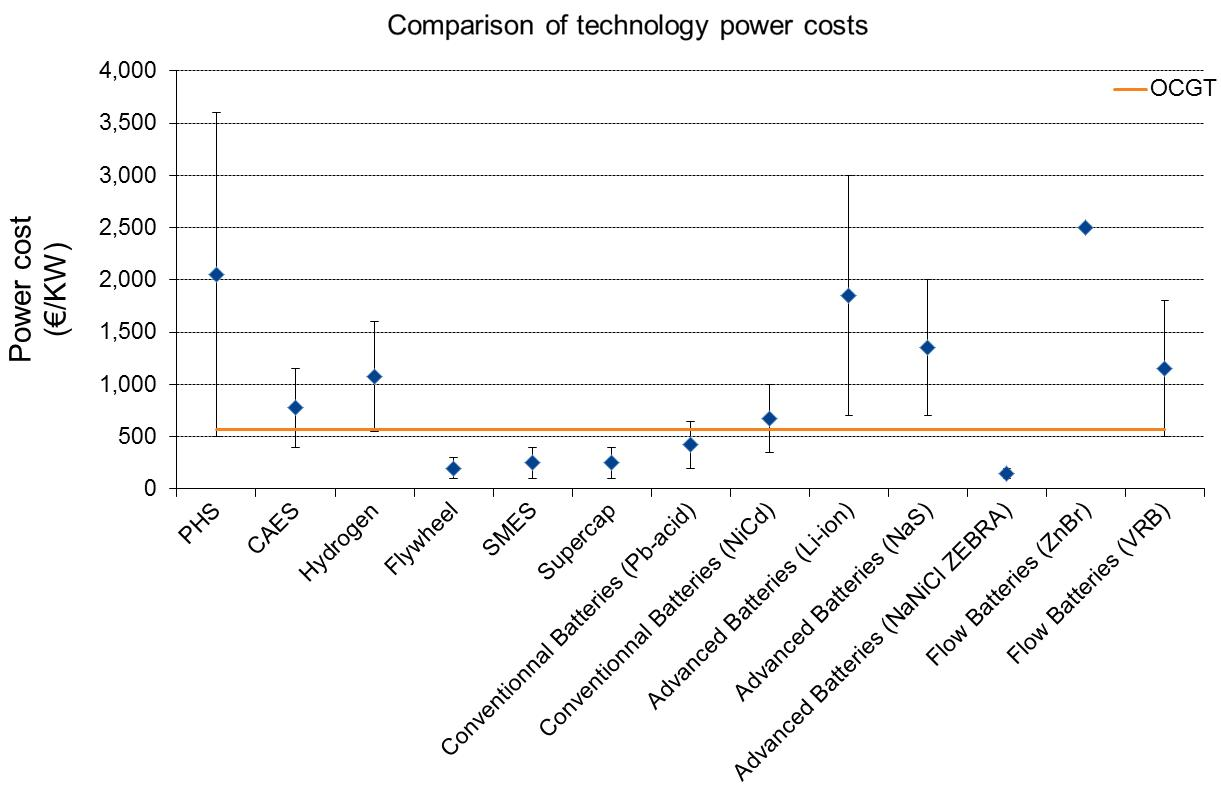 Comparison of technology power costs
4,000
3,500
3,000
2,500
2,000
1,500
1,000
500
0
Power cost
(€/KW)
OCGT
PHS
CAES
Hydrogen
Flywheel
SMES
Supercap
Conventionnal Batteries (Pb-acid)
Conventionnal Batteries (NiCd)
Advanced Batteries (Li-ion)
Advanced Batteries (NaS)
Advanced Batteries (NaNiCl ZEBRA)
Flow Batteries (ZnBr)
Flow Batteries (VRB)